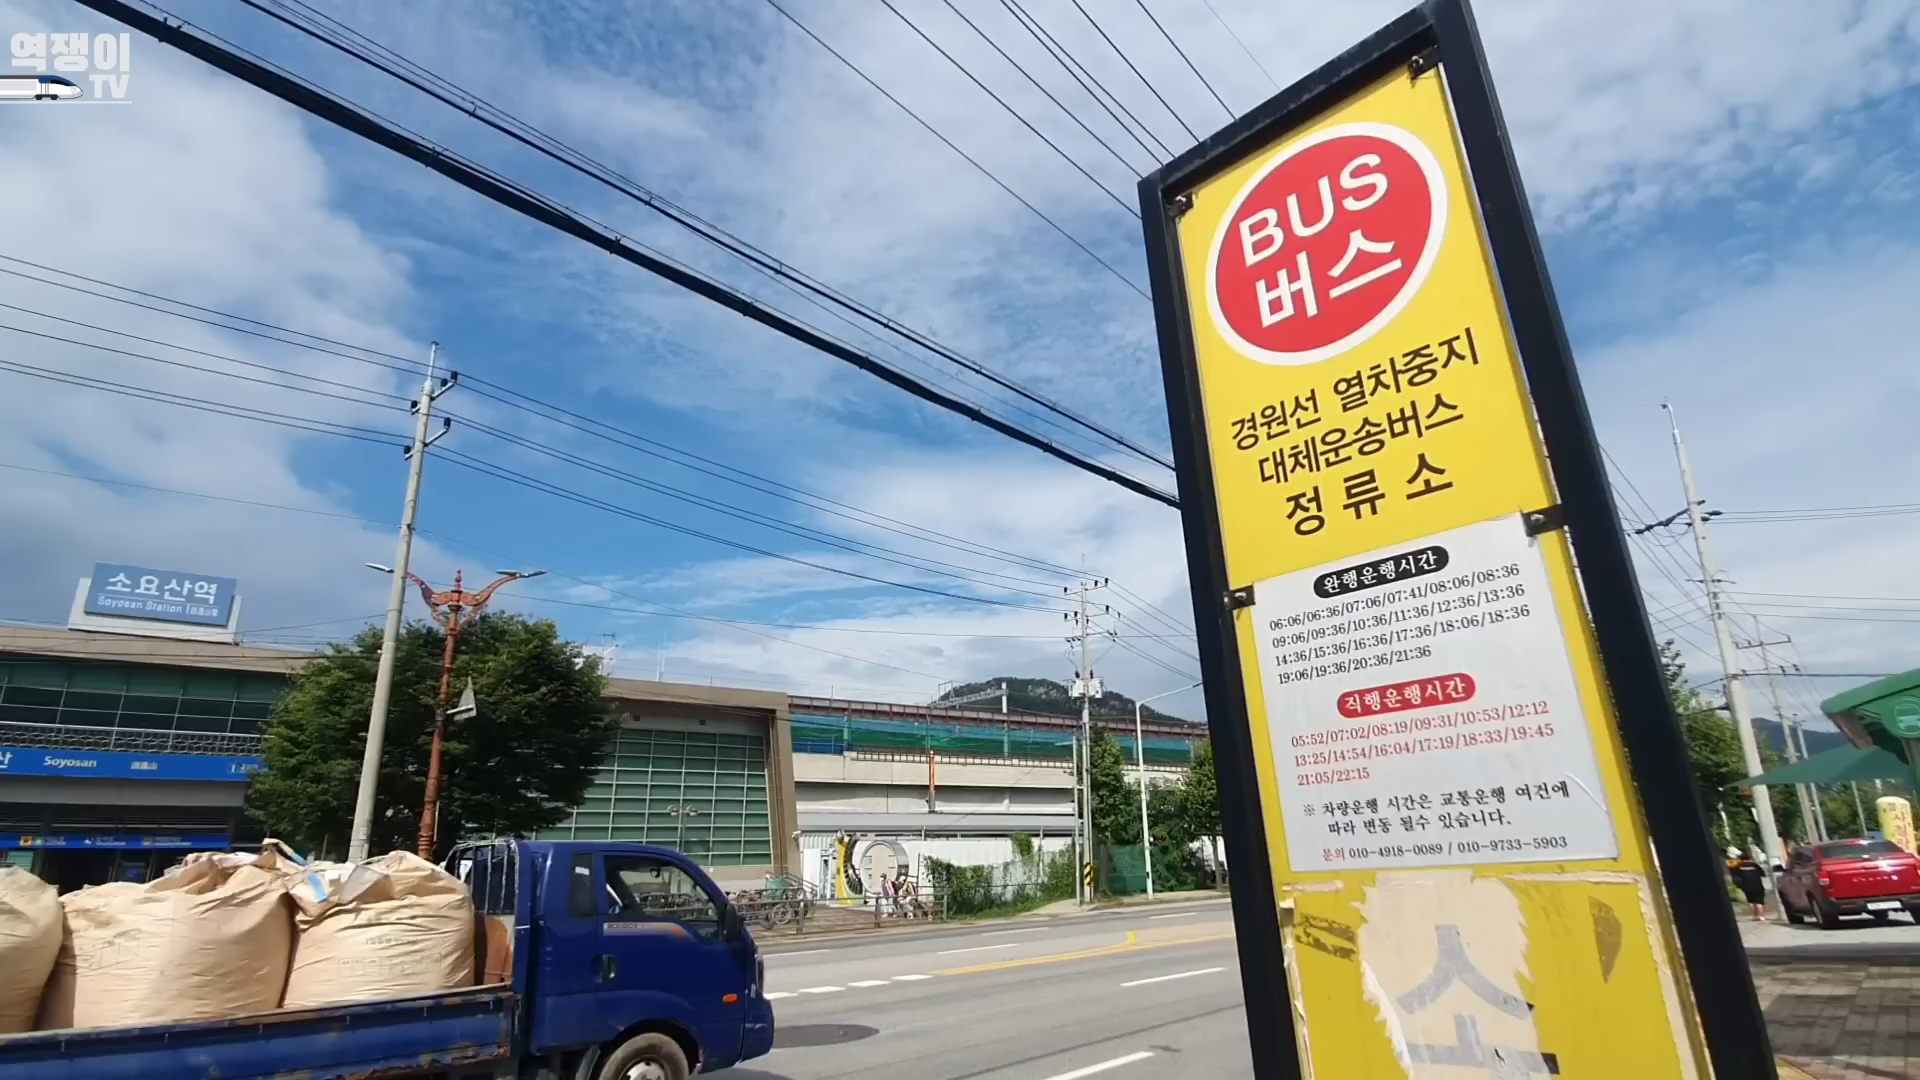 역쟁이
TV
BUS
버스
경원선 열차중지
대체운송버스
정류소
완행운행시간
06:06/06:36/07:06/07:41/08:06/08:36
09:06/09:36/10:36/11:36/12:36/13:36
14:36/15:36/16:36/17:36/18:06/18:36
19:06/19:36/20:36/21:36
직행운행시간
05:52/07:02/08:19/09:31/10:53/12:12
13:25/14:54/16:04/17:19/18:33/19:45
21:05/22:15
※ 차량운행 시간은 교통운행 여건에
따라 변동 될수 있습니다.
문의 010-4918-0089 / 010-9733-5903
소
소요산역
Soyosan Station
산 Soyosan 逍遙山 1